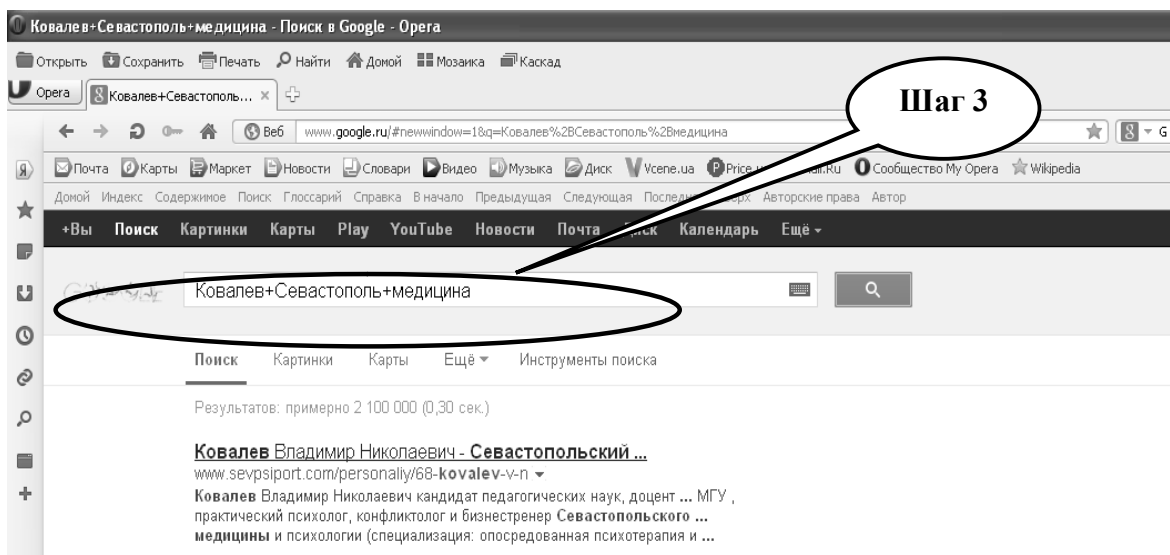 Ковалев+Севастополь+медицина - Поиск в Google - Opera
Открыть Сохранить Печать Найти Домой Мозаика Каскад
Opera Ковалев+Севастополь...
Шаг 3
Веб www.google.ru/#newwindow=1&q=Ковалев%2BСевастополь%2Bмедицина
Почта Карты Маркет Новости Словари Видео Музыка Диск Vcene.ua Сообщество My Opera Wikipedia
Домой Индекс Содержимое Поиск Глоссарий Справка В начало Предыдущая Следующая Авторские права Автор
+Вы Поиск Картинки Карты Play YouTube Новости Почта Календарь Ещё
Ковалев+Севастополь+медицина
Поиск Картинки Карты Ещё Инструменты поиска
Результатов: примерно 2 100 000 (0,30 сек.)
Ковалев Владимир Николаевич - Севастопольский ...
www.sevpsiport.com/personaliy/68-kovalev-v-n
Ковалев Владимир Николаевич кандидат педагогических наук, доцент ... МГУ ,
практический психолог, конфликтолог и бизнестренер Севастопольского ...
медицины и психологии (специализация: опосредованная психотерапия и ...